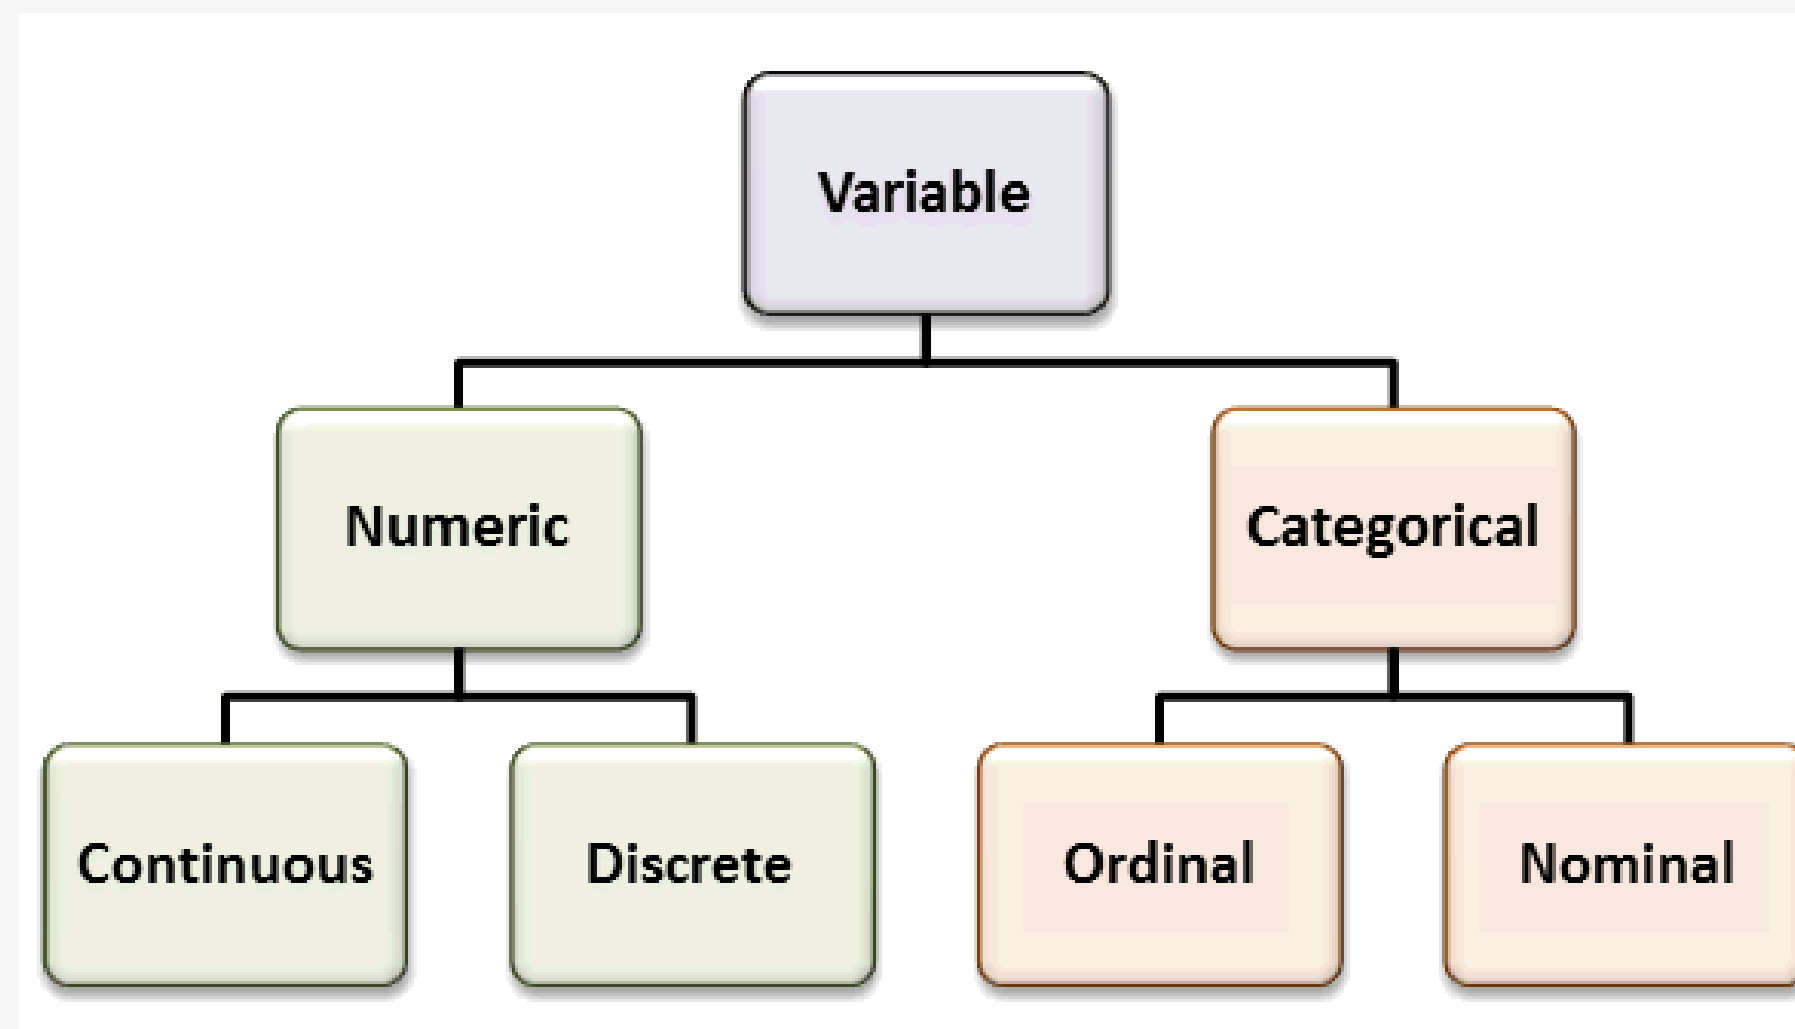 Variable
Numeric
Categorical
Continuous
Discrete
Ordinal
Nominal